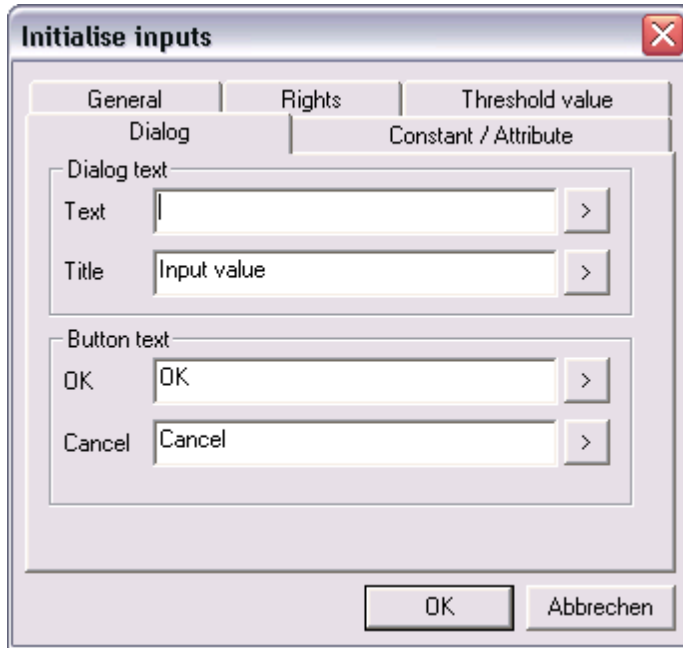 Initialise inputs
General Rights Threshold value
Dialog Constant / Attribute
Dialog text
Text >
Title Input value >
Button text
OK OK >
Cancel Cancel >
OK Abbrechen